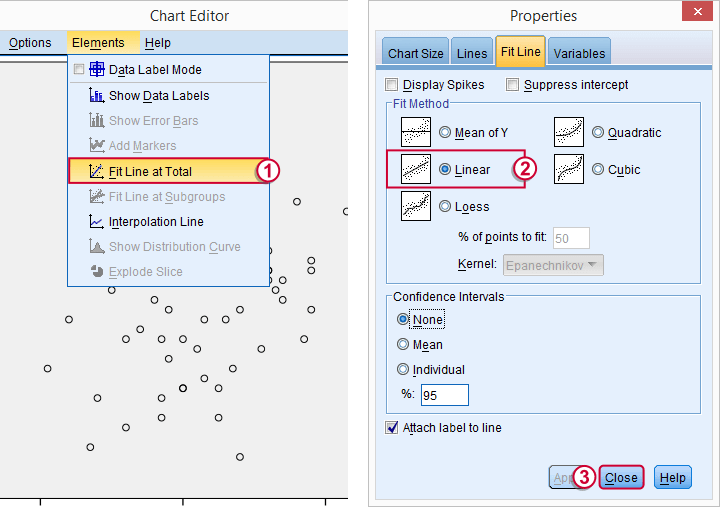 Chart Editor
Options Elements Help
Data Label Mode
Show Data Labels
Show Error Bars
Add Markers
Fit Line at Total
1
Fit Line at Subgroups
Interpolation Line
Show Distribution Curve
Explode Slice
Properties
Chart Size Lines Fit Line Variables
Display Spikes Suppress intercept
Fit Method
Mean of Y Quadratic
Linear 2 Cubic
Loess
% of points to fit: 50
Kernel: Epanechnikov
Confidence Intervals
None
Mean
Individual
%: 95
Attach label to line
3 Close Help